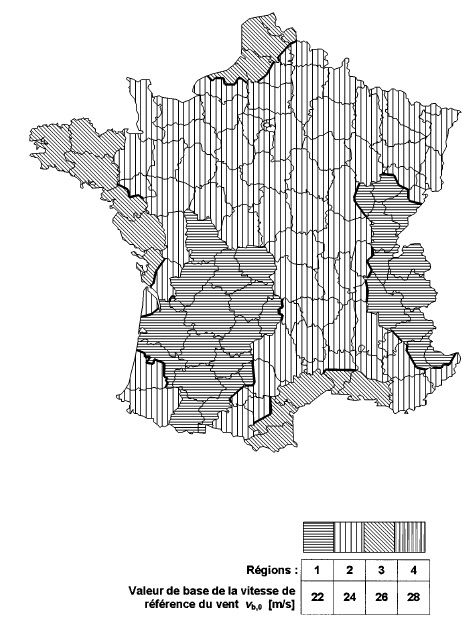 Régions : 1 2 3 4
Valeur de base de la vitesse de
référence du vent vb,0 [m/s] 22 24 26 28